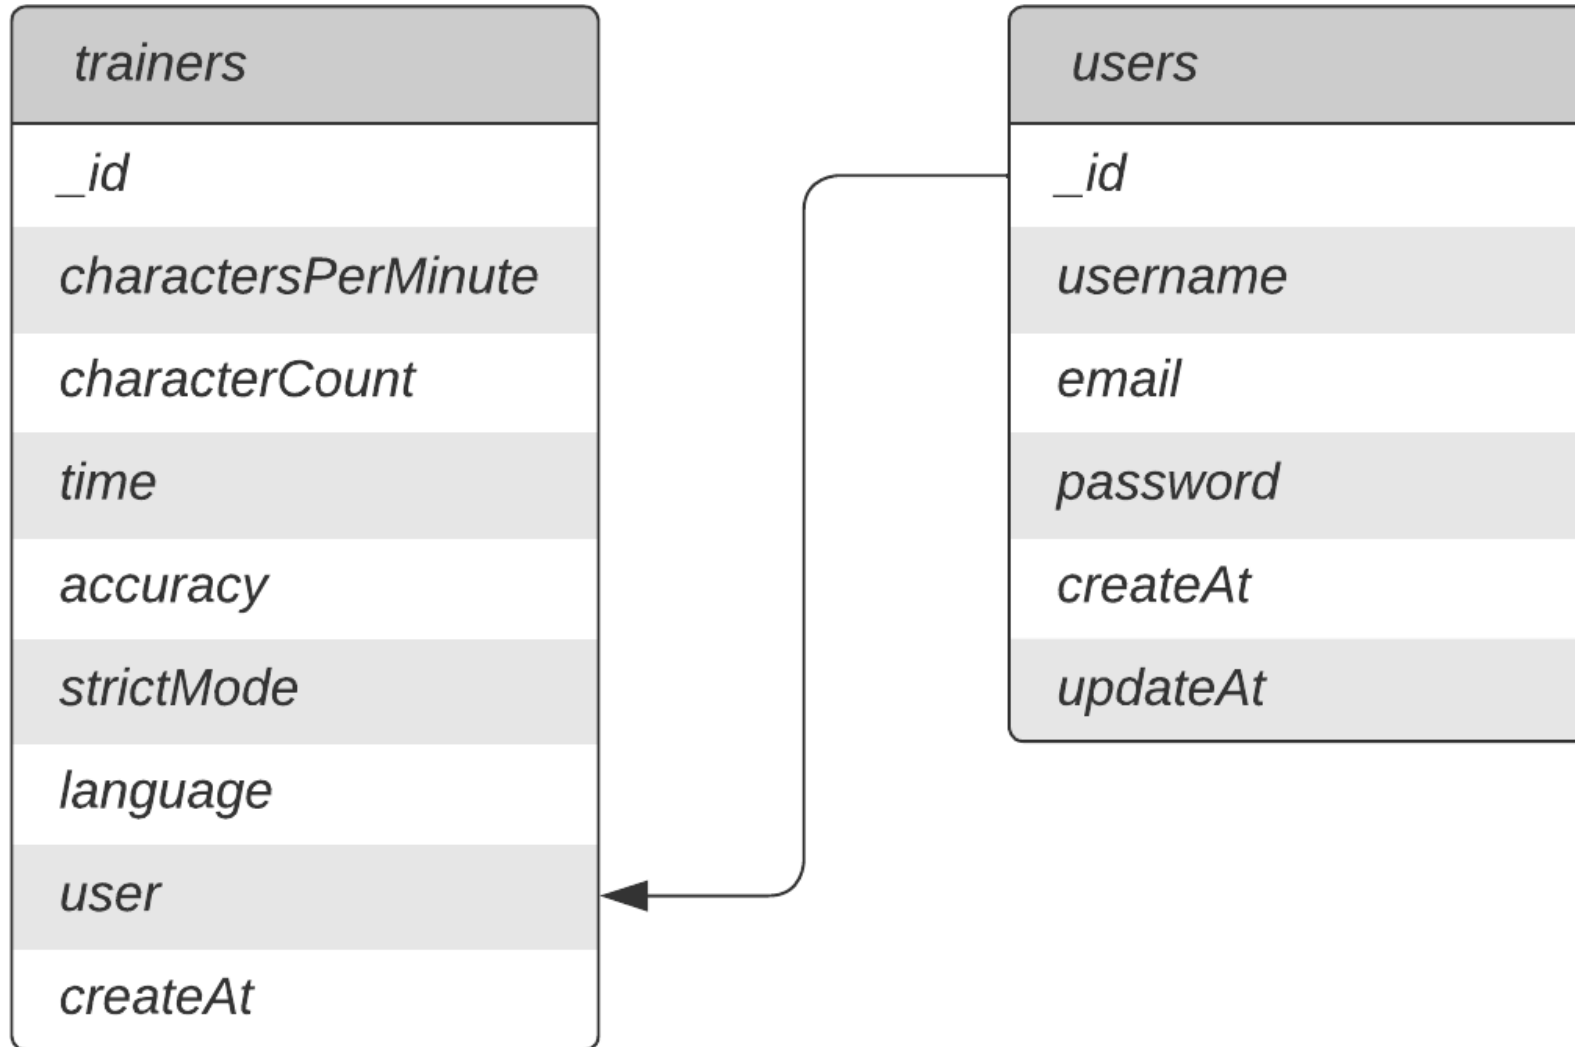 trainers
_id
charactersPerMinute
characterCount
time
accuracy
strictMode
language
user
createAt
users
_id
username
email
password
createAt
updateAt